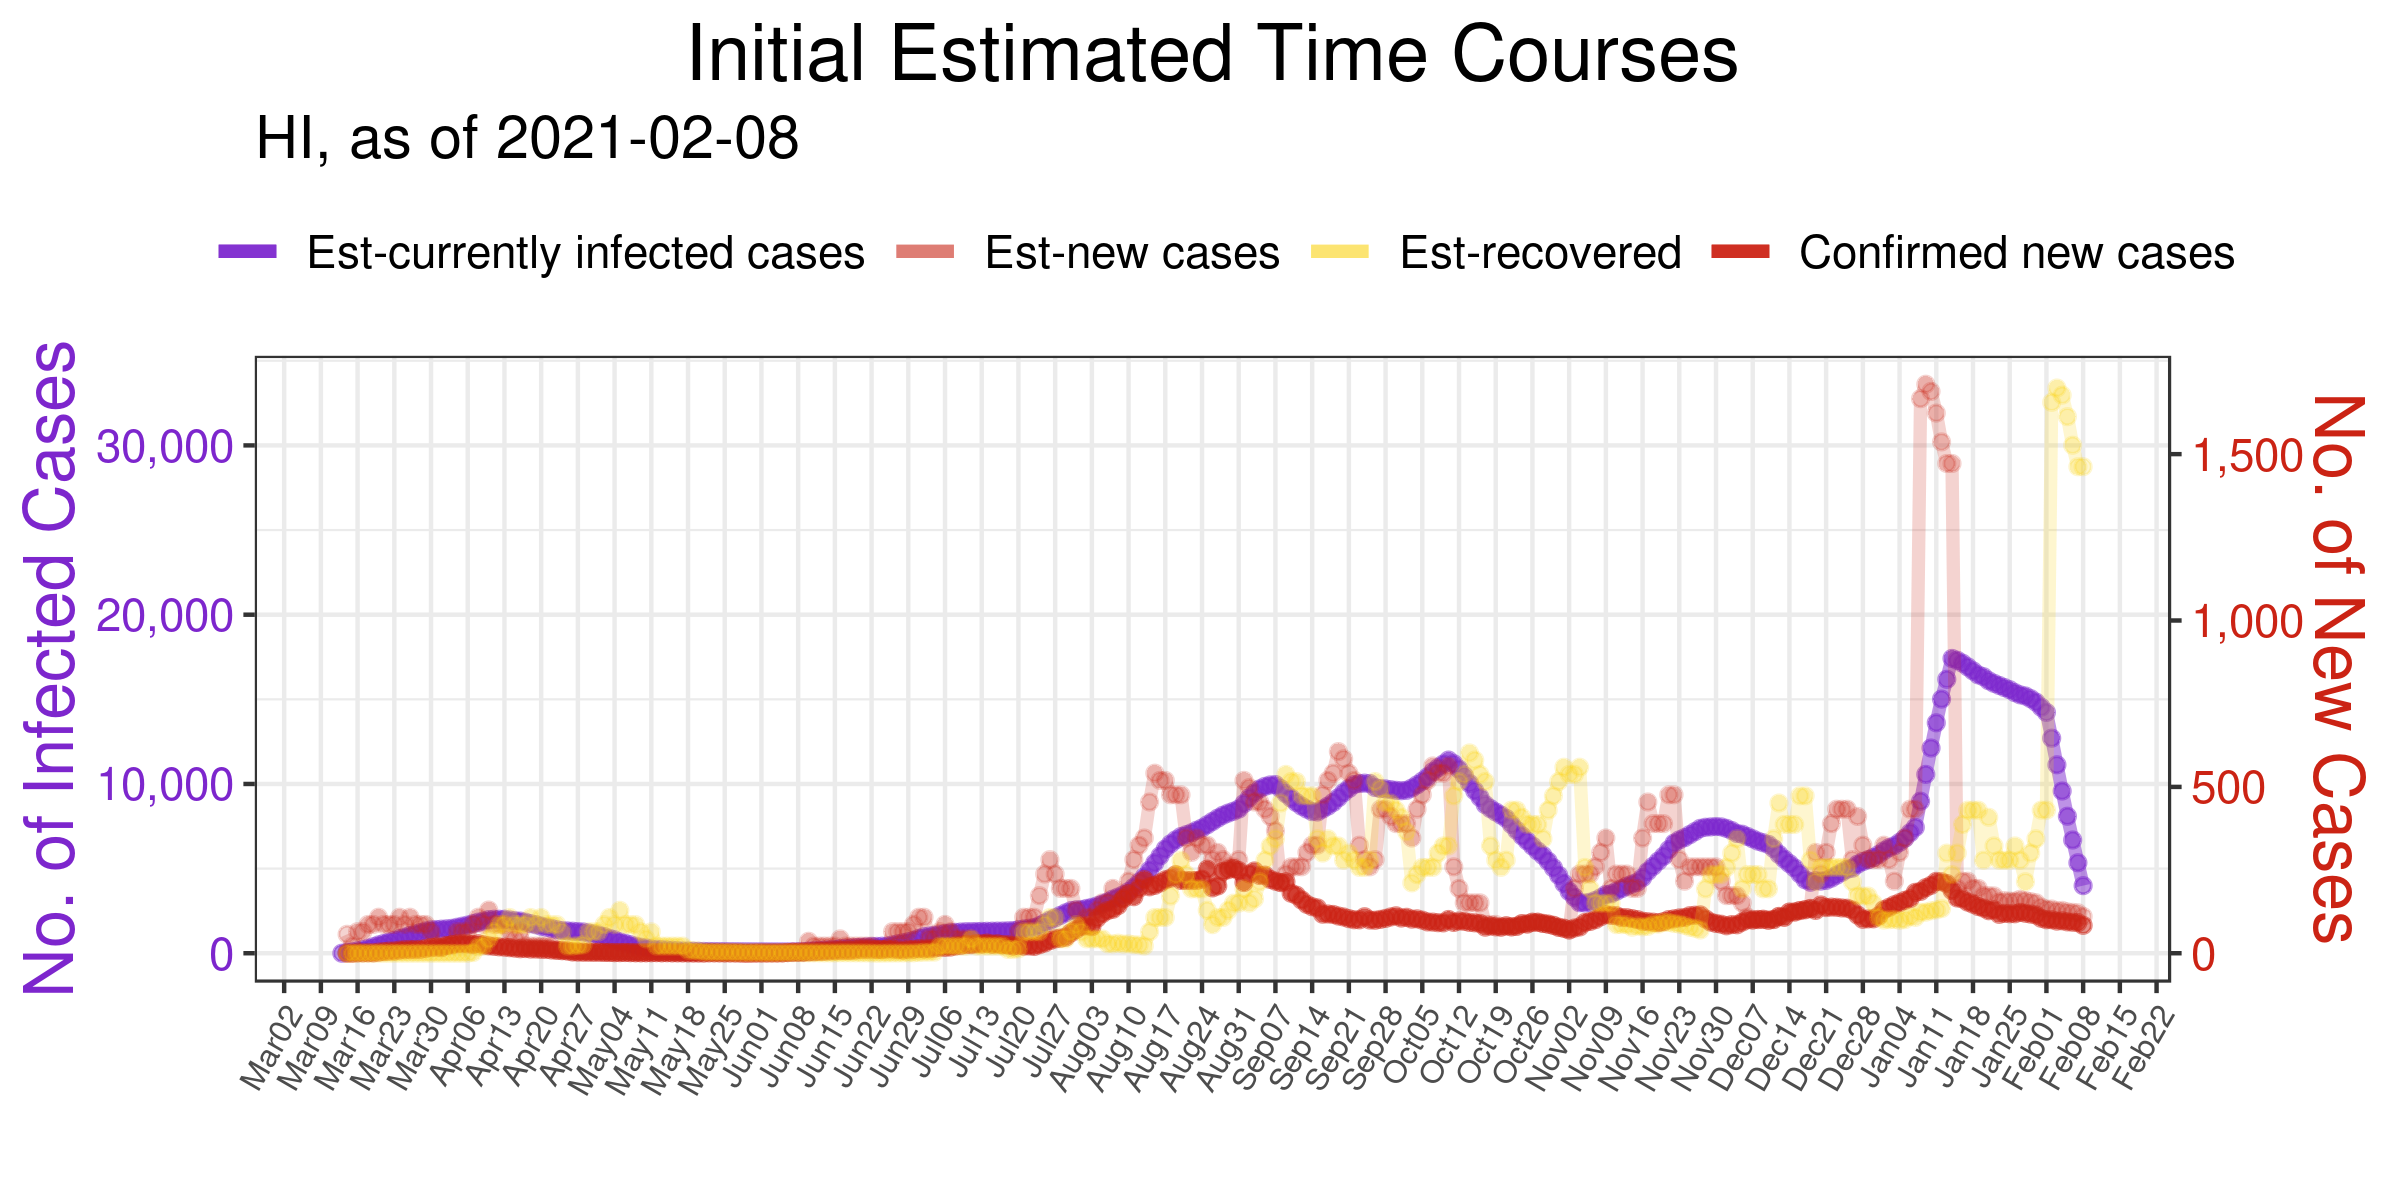 Initial Estimated Time Courses
HI, as of 2021-02-08
Est-currently infected cases
Est-new cases
Est-recovered
Confirmed new cases
No. of Infected Cases
30,000
20,000
10,000
0
1,500
1,000
500
0
No. of New Cases
Mar02
Mar09
Mar16
Mar23
Mar30
Apr06
Apr13
Apr20
Apr27
May04
May11
May18
May25
Jun01
Jun08
Jun15
Jun22
Jun29
Jul06
Jul13
Jul20
Jul27
Aug03
Aug10
Aug17
Aug24
Aug31
Sep07
Sep14
Sep21
Sep28
Oct05
Oct12
Oct19
Oct26
Nov02
Nov09
Nov16
Nov23
Nov30
Dec07
Dec14
Dec21
Dec28
Jan04
Jan11
Jan18
Jan25
Feb01
Feb08
Feb15
Feb22